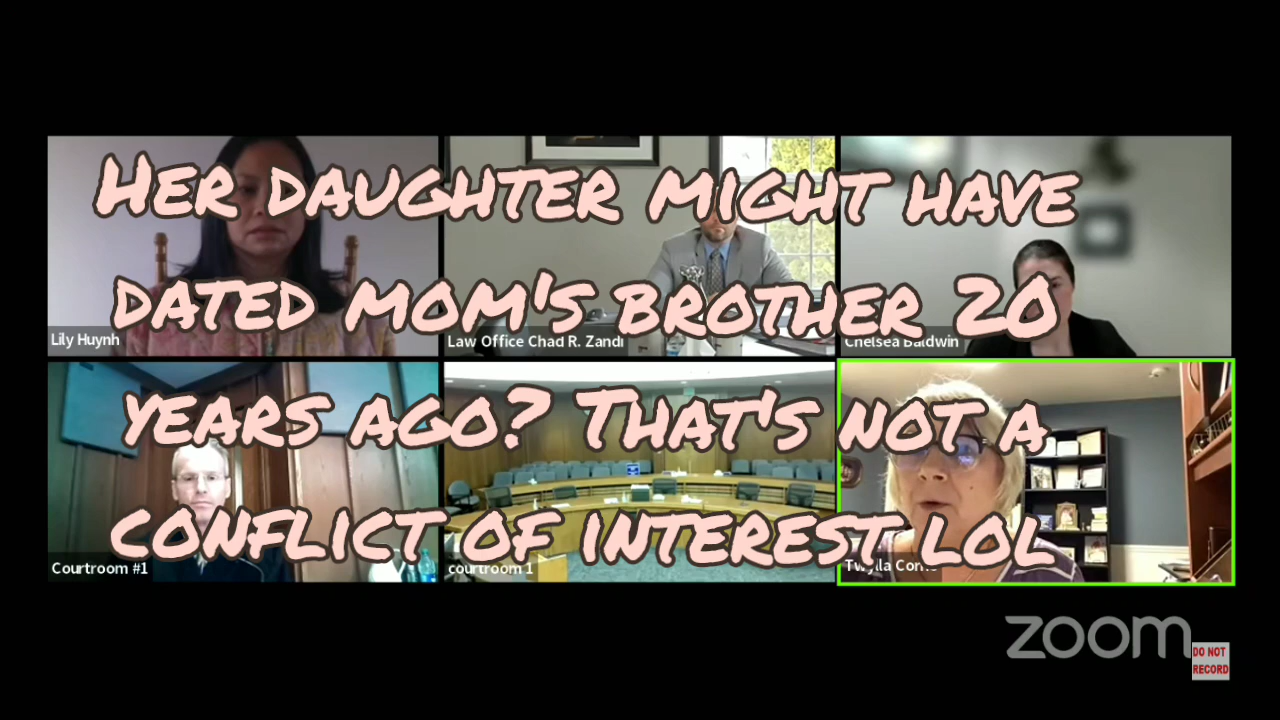 HER DAUGHTER MIGHT HAVE
DATED MOM'S BROTHER 20
YEARS AGO? THAT'S NOT A
CONFLICT OF INTEREST LOL
Lily Huynh
Law Office Chad R. Zandi
Chelsea Baldwin
Courtroom #1
courtroom 1
Twylla
zoom
DO NOT
RECORD